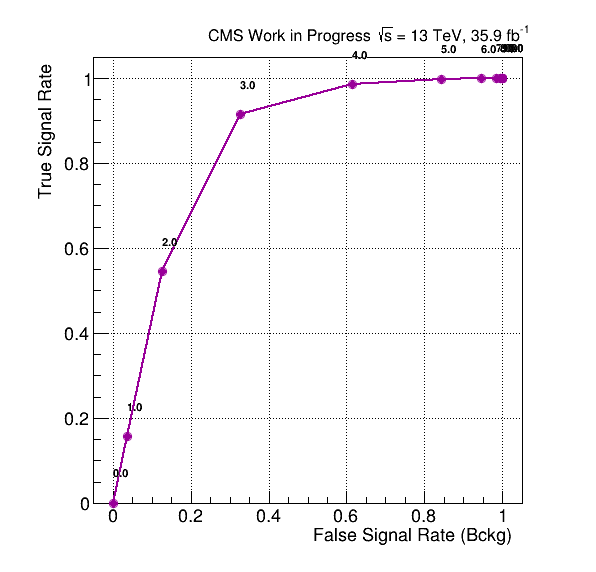 CMS Work in Progress √s = 13 TeV, 35.9 fb-1
4.0 5.0 6.0
3.0
2.0
1.0
0.0
True Signal Rate
1
0.8
0.6
0.4
0.2
0
0 0.2 0.4 0.6 0.8 1
False Signal Rate (Bckg)